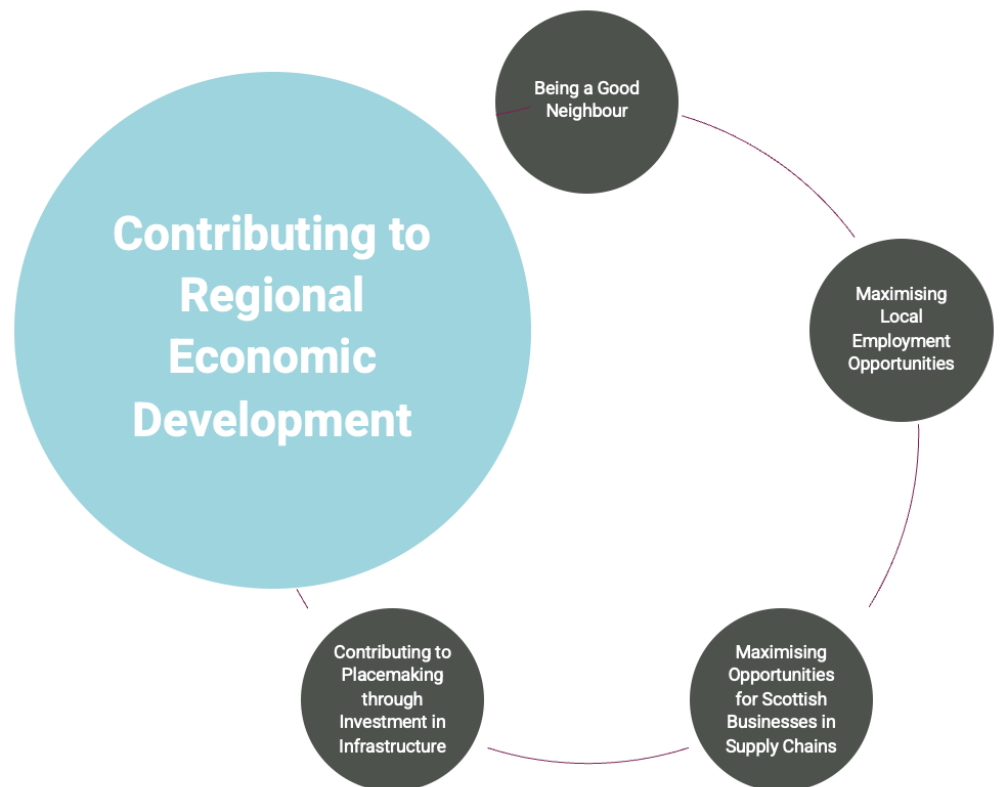 Contributing to
Regional
Economic
Development
Being a Good
Neighbour
Maximising
Local
Employment
Opportunities
Maximising
Opportunities
for Scottish
Businesses in
Supply Chains
Contributing to
Placemaking
through
Investment in
Infrastructure